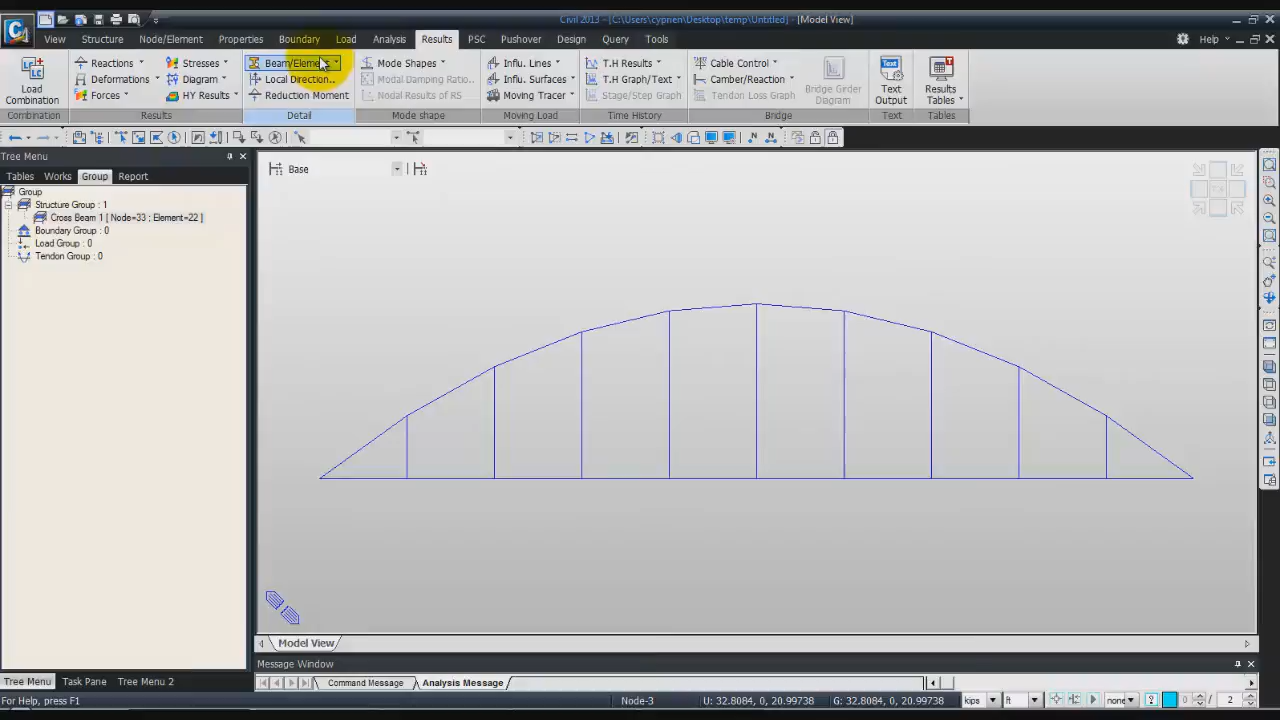 Civil 2013 - [C:\Users\cyprien\Desktop\temp\Untitled] - [Model View]
View Structure Node/Element Properties Boundary Load Analysis Results PSC Pushover Design Query Tools Help
Load Combination
Combination
Reactions Stresses
Deformations Diagram
Forces HY Results
Results
Beam/Element
Local Direction..
Reduction Moment
Detail
Mode Shapes
Modal Damping Ratio..
Nodal Results of RS
Mode shape
Influ. Lines
Influ. Surfaces
Moving Tracer
Moving Load
T.H Results
T.H Graph/Text
Stage/Step Graph
Time History
Cable Control
Camber/Reaction
Tendon Loss Graph
Bridge Girder Diagram
Bridge
Text Output
Text
Results Tables
Tables
Tree Menu
Tables Works Group Report
Group
Structure Group : 1
Cross Beam 1 [ Node=33 ; Element=22 ]
Boundary Group : 0
Load Group : 0
Tendon Group : 0
Base
Model View
Message Window
Tree Menu Task Pane Tree Menu 2
Command Message Analysis Message
For Help, press F1
Node-3
U: 32.8084, 0, 20.99738
G: 32.8084, 0, 20.99738
kips ft none 0 / 2